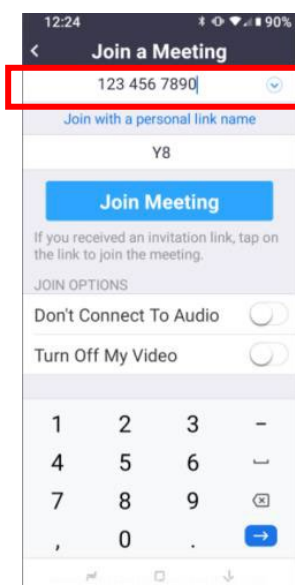 12:24 90%
Join a Meeting
123 456 7890
Join with a personal link name
Y8
Join Meeting
If you received an invitation link, tap on
the link to join the meeting.
JOIN OPTIONS
Don't Connect To Audio
Turn Off My Video
1 2 3 -
4 5 6
7 8 9
, 0 .